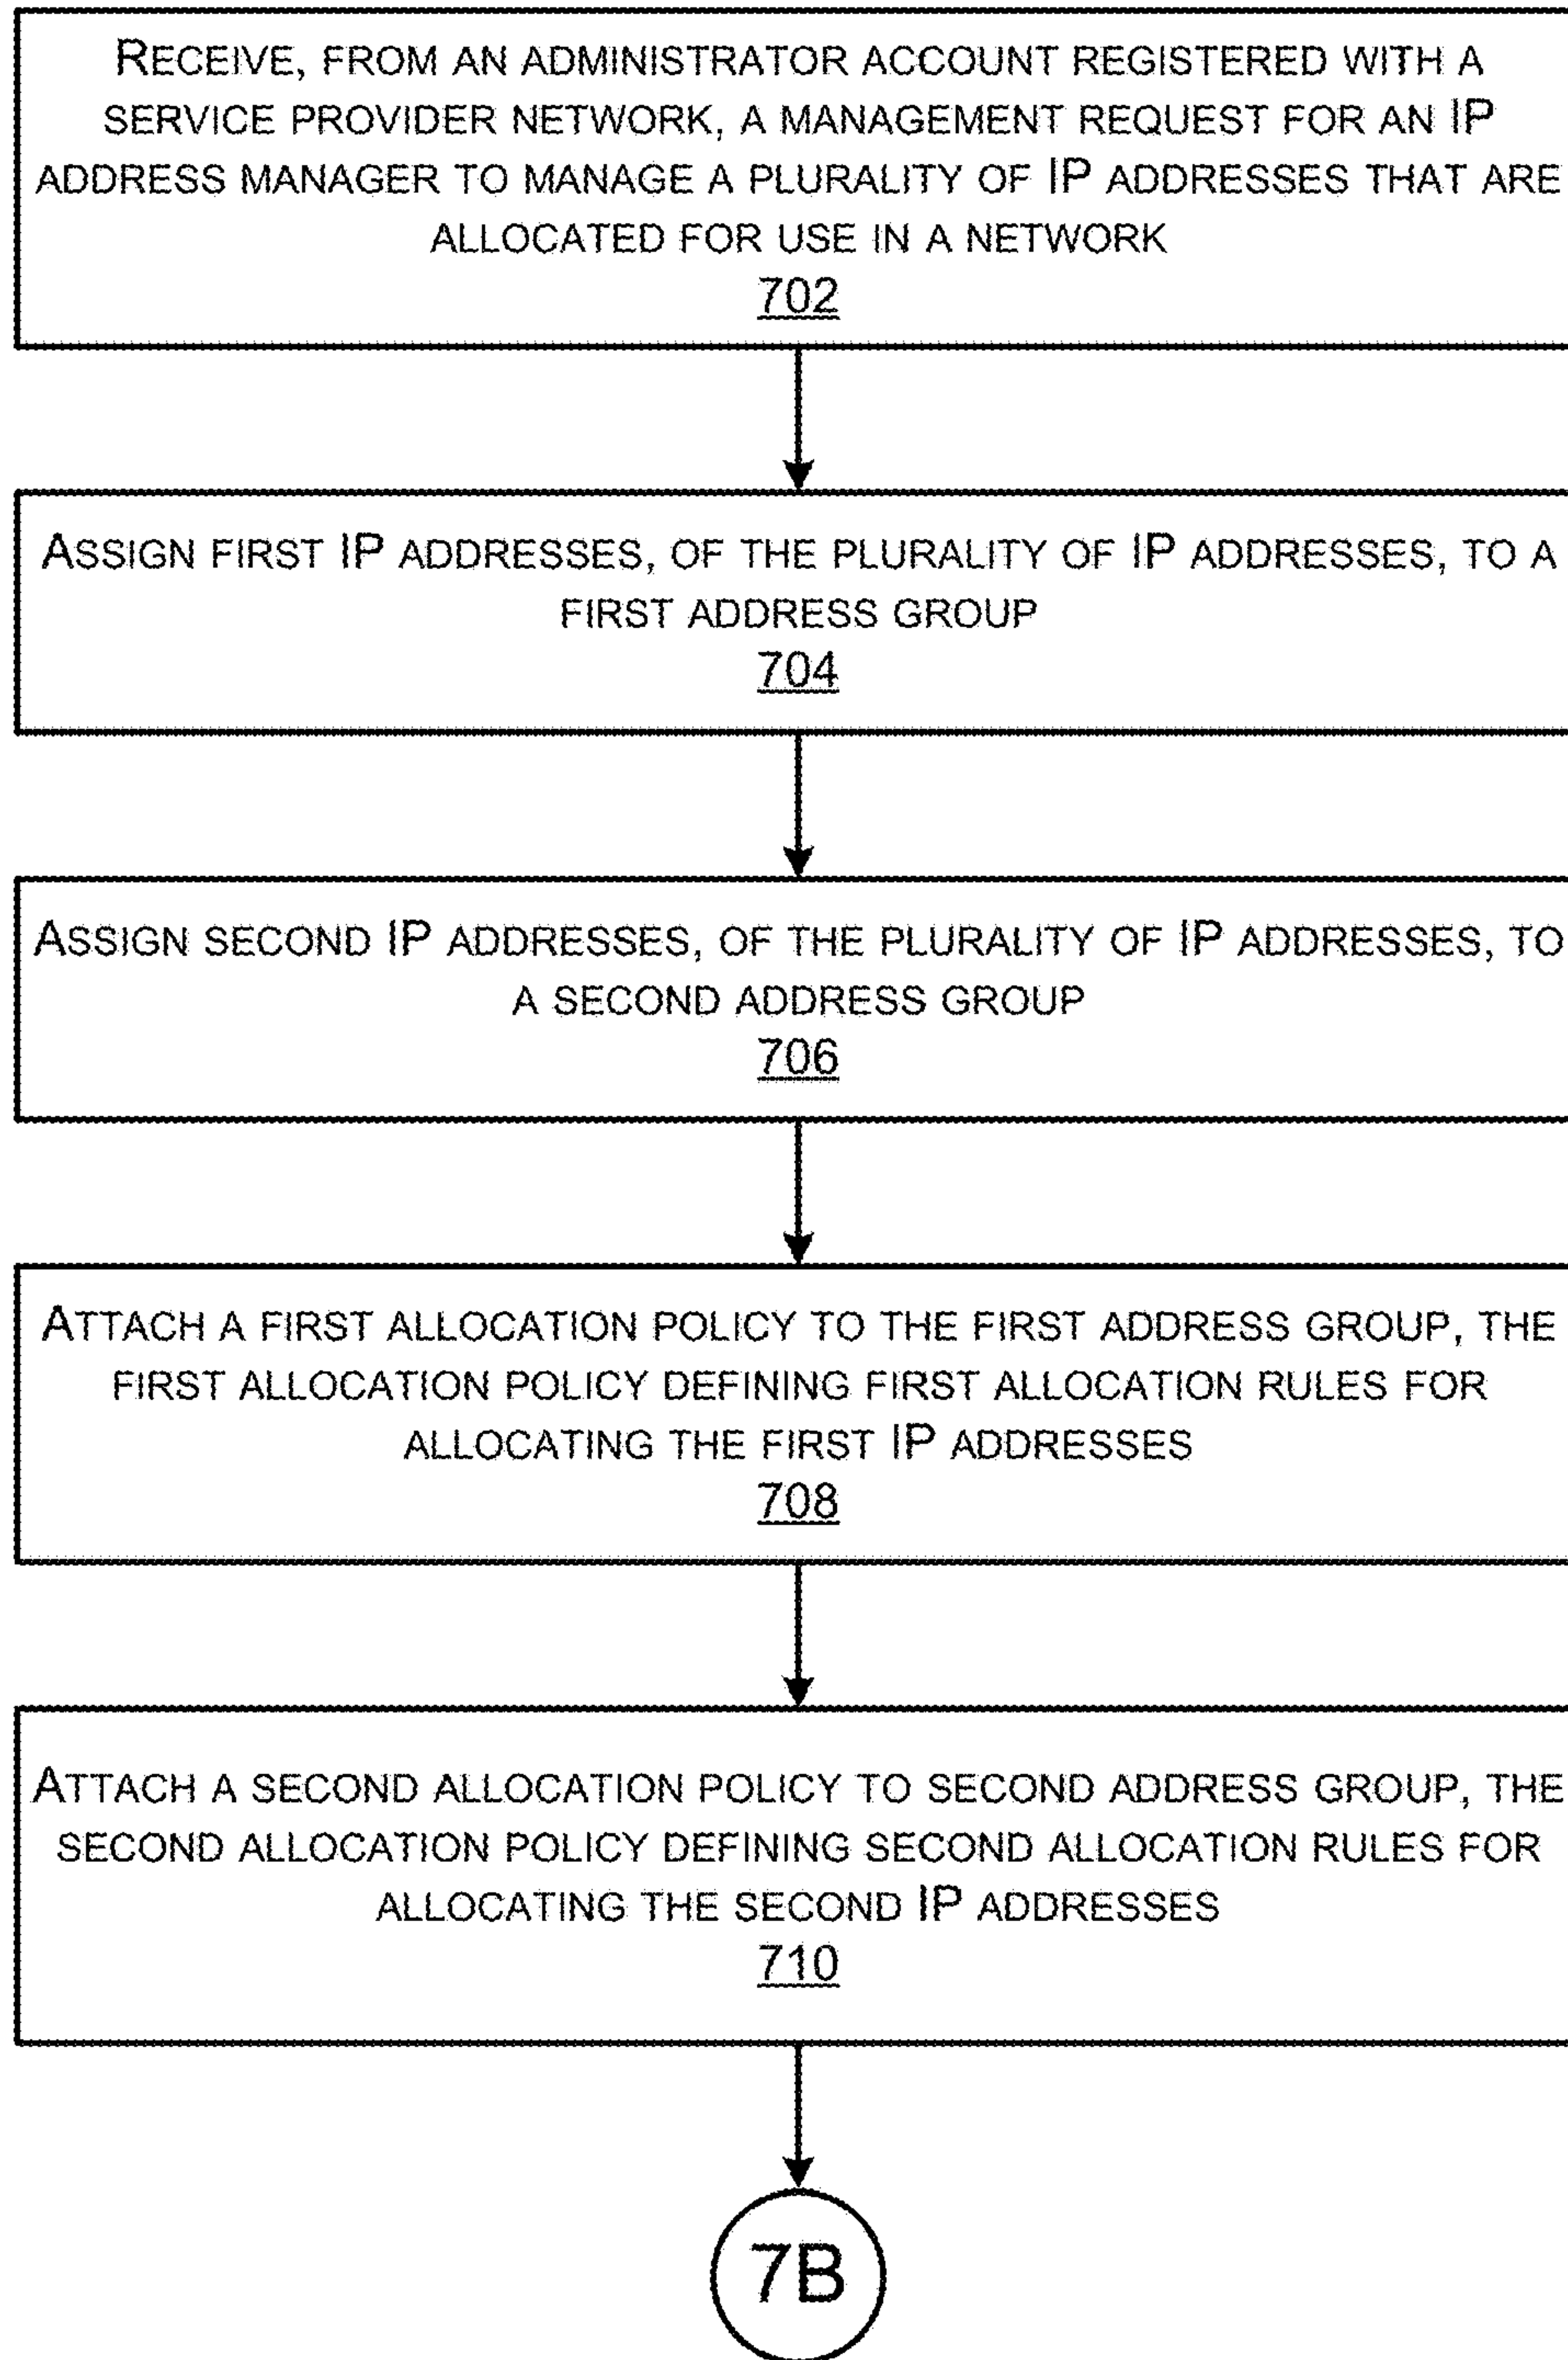 RECEIVE, FROM AN ADMINISTRATOR ACCOUNT REGISTERED WITH A
SERVICE PROVIDER NETWORK, A MANAGEMENT REQUEST FOR AN IP
ADDRESS MANAGER TO MANAGE A PLURALITY OF IP ADDRESSES THAT ARE
ALLOCATED FOR USE IN A NETWORK
702
ASSIGN FIRST IP ADDRESSES, OF THE PLURALITY OF IP ADDRESSES, TO A
FIRST ADDRESS GROUP
704
ASSIGN SECOND IP ADDRESSES, OF THE PLURALITY OF IP ADDRESSES, TO
A SECOND ADDRESS GROUP
706
ATTACH A FIRST ALLOCATION POLICY TO THE FIRST ADDRESS GROUP, THE
FIRST ALLOCATION POLICY DEFINING FIRST ALLOCATION RULES FOR
ALLOCATING THE FIRST IP ADDRESSES
708
ATTACH A SECOND ALLOCATION POLICY TO SECOND ADDRESS GROUP, THE
SECOND ALLOCATION POLICY DEFINING SECOND ALLOCATION RULES FOR
ALLOCATING THE SECOND IP ADDRESSES
710
7B